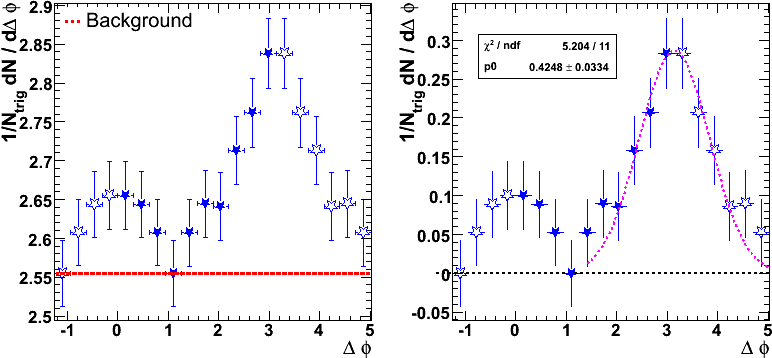 1/N_trig dN / dΔ φ
2.9
2.85
2.8
2.75
2.7
2.65
2.6
2.55
2.5
Background
-1 0 1 2 3 4 5
Δ φ
1/N_trig dN / dΔ φ
0.3
0.25
0.2
0.15
0.1
0.05
0
-0.05
χ² / ndf 5.204 / 11
p0 0.4248 ± 0.0334
-1 0 1 2 3 4 5
Δ φ